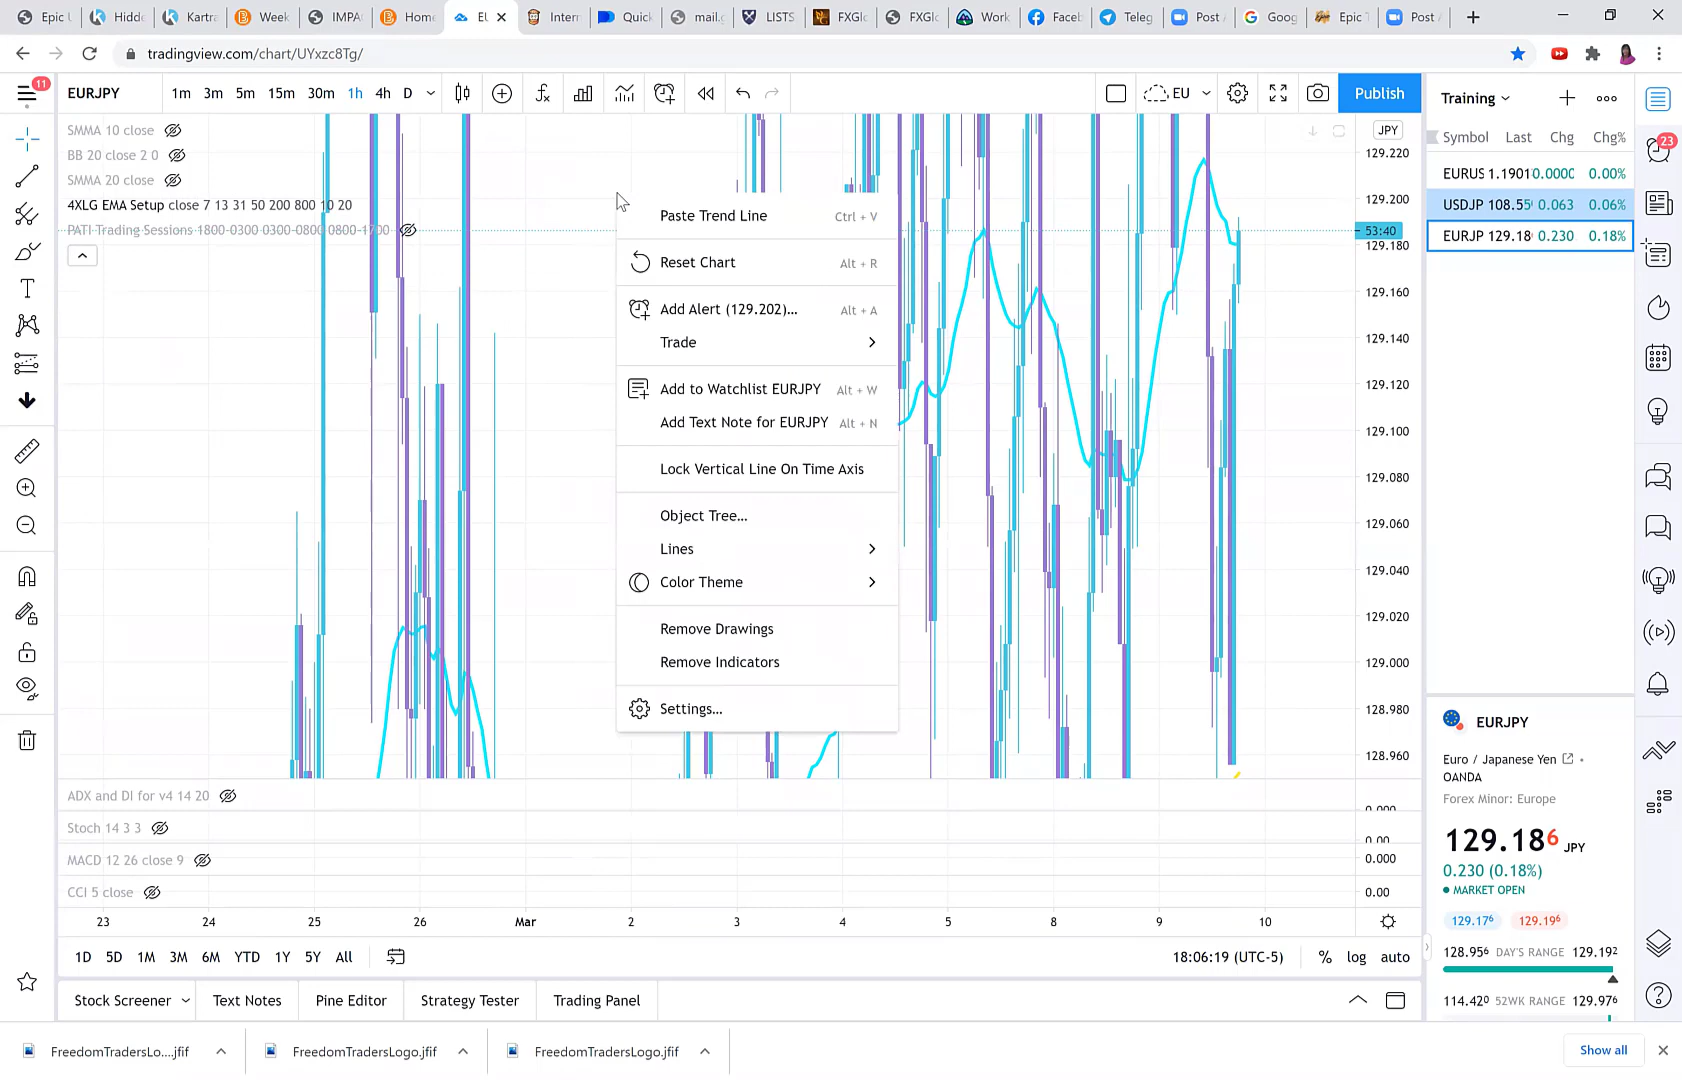 Epic U
Hidde
Kartra
Week
IMPA
Home
EU
Intern
Quick
mail.g
LISTS
FXGlo
FXGlo
Work
Faceb
Teleg
Post
Goog
Epic T
Post
tradingview.com/chart/UYxzc8Tg/
11
EURJPY
1m 3m 5m 15m 30m 1h 4h D
EU
Publish
Training
SMMA 10 close
BB 20 close 2 0
SMMA 20 close
4XLG EMA Setup close 7 13 31 50 200 800 10 20
PATI Trading Sessions 1800-0300 0300-0800 0800-1700
Paste Trend Line Ctrl + V
Reset Chart Alt + R
Add Alert (129.202)... Alt + A
Trade
Add to Watchlist EURJPY Alt + W
Add Text Note for EURJPY Alt + N
Lock Vertical Line On Time Axis
Object Tree...
Lines
Color Theme
Remove Drawings
Remove Indicators
Settings...
JPY
129.220
129.200
53:40
129.180
129.160
129.140
129.120
129.100
129.080
129.060
129.040
129.020
129.000
128.980
128.960
Symbol Last Chg Chg%
EURUS 1.1901 0.0000 0.00%
USDJP 108.55 0.063 0.06%
EURJP 129.18 0.230 0.18%
23
ADX and DI for v4 14 20
0.000
Stoch 14 3 3
0.00
MACD 12 26 close 9
0.000
CCI 5 close
0.00
23 24 25 26 Mar 2 3 4 5 8 9 10
1D 5D 1M 3M 6M YTD 1Y 5Y All
18:06:19 (UTC-5) % log auto
Stock Screener
Text Notes
Pine Editor
Strategy Tester
Trading Panel
EURJPY
Euro / Japanese Yen
OANDA
Forex Minor: Europe
129.186 JPY
0.230 (0.18%)
MARKET OPEN
129.176 129.196
128.956 DAY'S RANGE 129.192
114.420 52WK RANGE 129.976
FreedomTradersLo....jfif
FreedomTradersLogo.jfif
FreedomTradersLogo.jfif
Show all